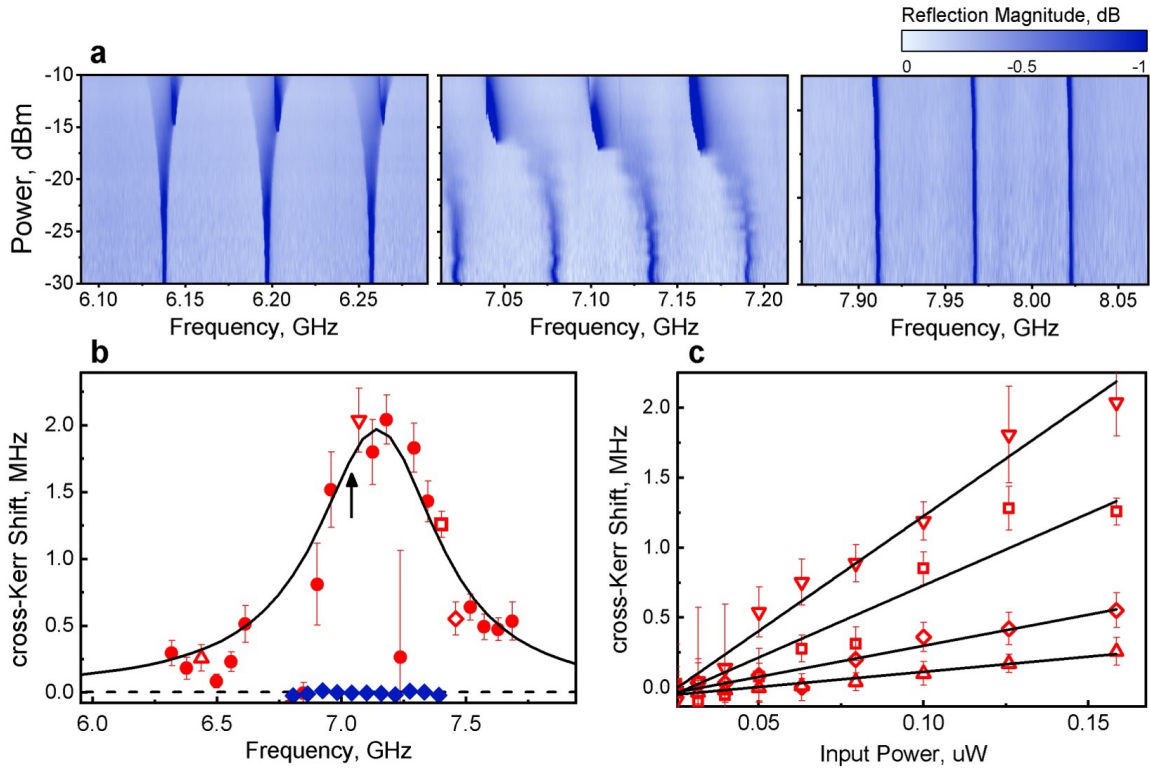 Reflection Magnitude, dB
0 -0.5 -1
a
-10
-15
-20
-25
-30
Power, dBm
6.10 6.15 6.20 6.25
7.05 7.10 7.15 7.20
7.90 7.95 8.00 8.05
Frequency, GHz
Frequency, GHz
Frequency, GHz
b
2.0
1.5
1.0
0.5
0.0
cross-Kerr Shift, MHz
6.0 6.5 7.0 7.5
Frequency, GHz
c
2.0
1.5
1.0
0.5
0.0
cross-Kerr Shift, MHz
0.05 0.10 0.15
Input Power, uW